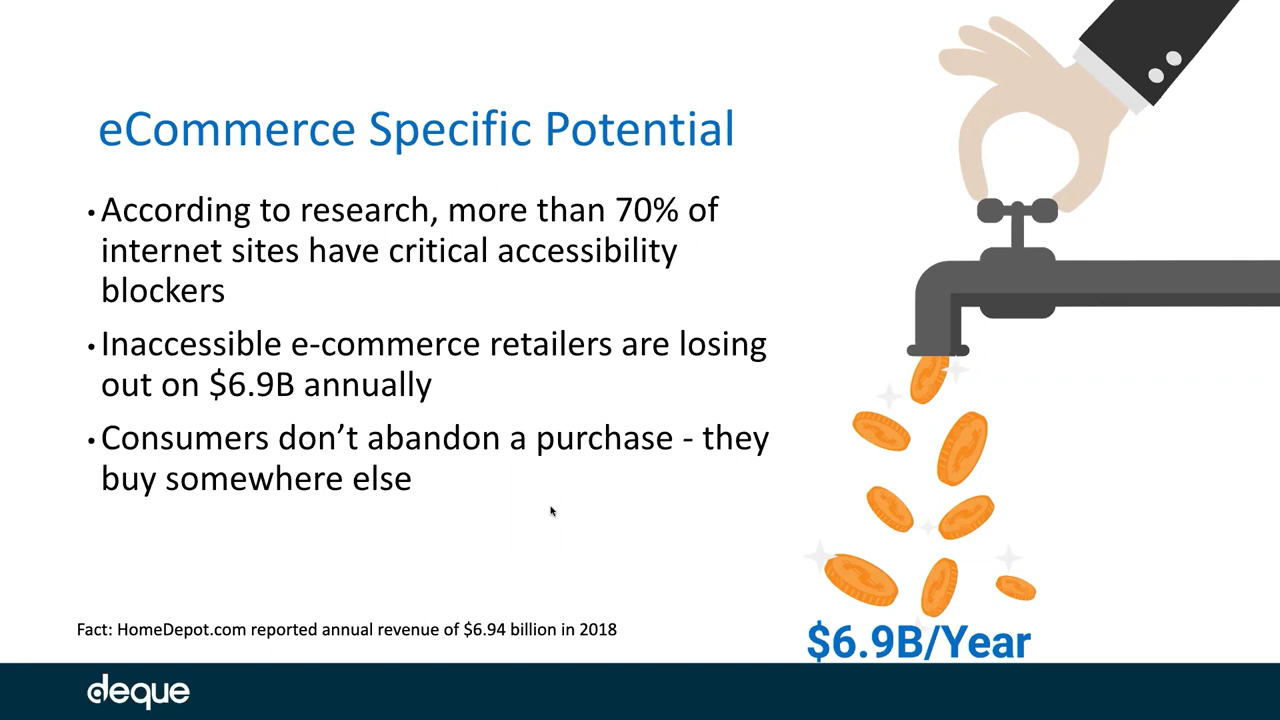 eCommerce Specific Potential
• According to research, more than 70% of
internet sites have critical accessibility
blockers
• Inaccessible e-commerce retailers are losing
out on $6.9B annually
• Consumers don’t abandon a purchase - they
buy somewhere else
Fact: HomeDepot.com reported annual revenue of $6.94 billion in 2018
$6.9B/Year
deque